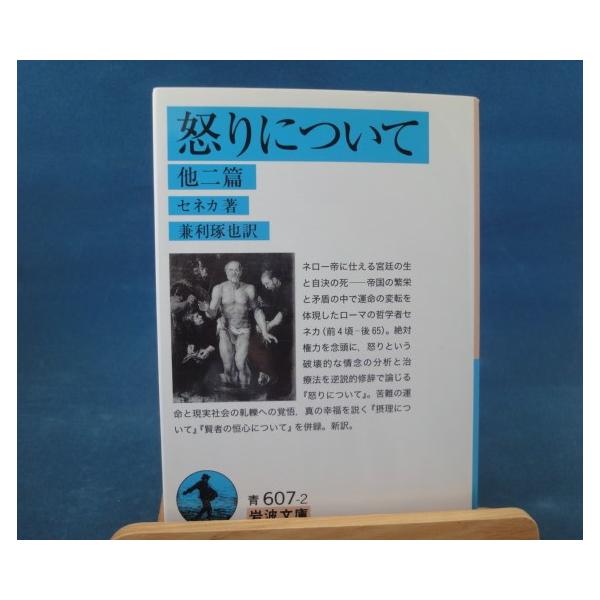 怒りについて
他二篇
セネカ著
兼利琢也訳
ネロー帝に仕える宮廷の生
と自決の死──帝国の繁栄
と矛盾の中で運命の変転を
体現したローマの哲学者セ
ネカ(前4頃-後65)。絶対
権力を念頭に、怒りという
破壊的な情念の分析と治
療法を逆説的修辞で論じる
『怒りについて』。苦難の運
命と現実社会の軋轢への覚悟、真の幸福を説く『摂理につ
いて』『賢者の恒心について』を併録。新訳。
青607-2
岩波文庫